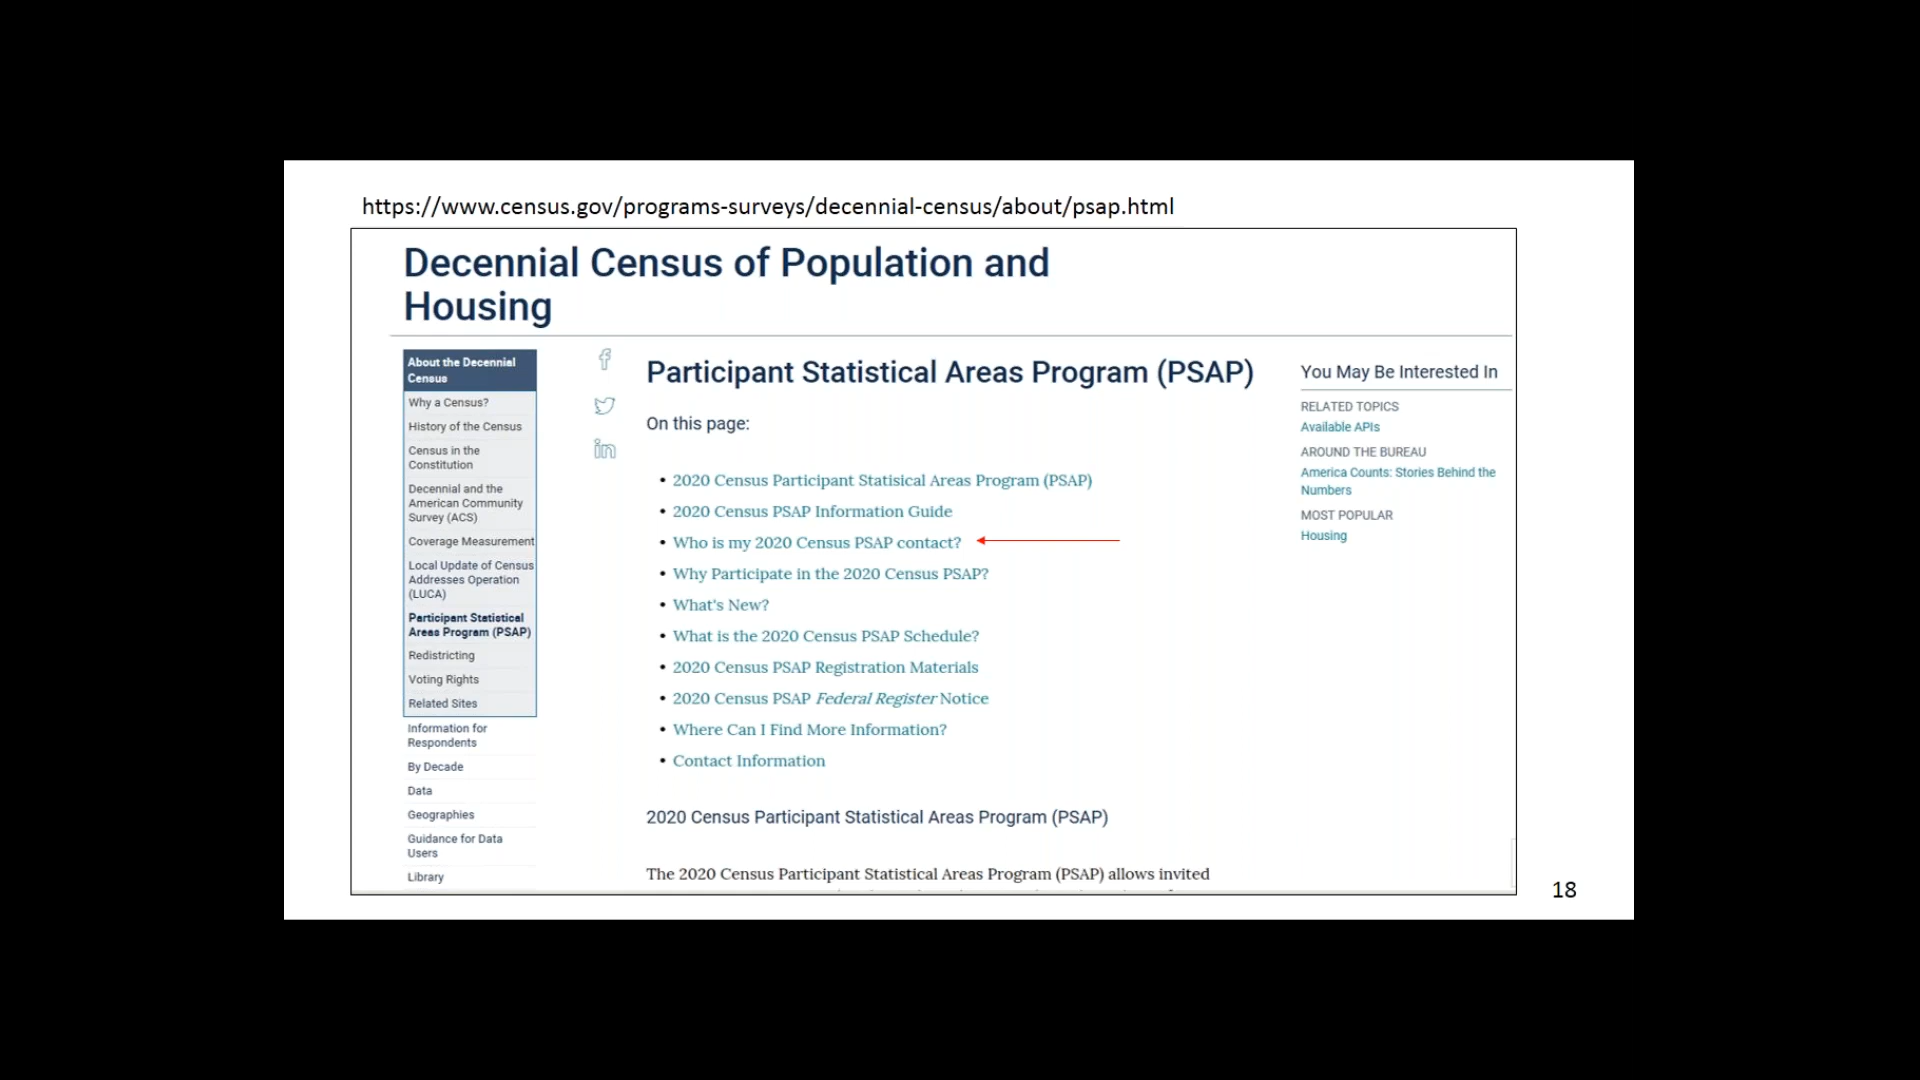 https://www.census.gov/programs-surveys/decennial-census/about/psap.html
Decennial Census of Population and
Housing
About the Decennial
Census
Why a Census?
History of the Census
Census in the
Constitution
Decennial and the
American Community
Survey (ACS)
Coverage Measurement
Local Update of Census
Addresses Operation
(LUCA)
Participant Statistical
Areas Program (PSAP)
Redistricting
Voting Rights
Related Sites
Information for
Respondents
By Decade
Data
Geographies
Guidance for Data
Users
Library
Participant Statistical Areas Program (PSAP)
On this page:
• 2020 Census Participant Statisical Areas Program (PSAP)
• 2020 Census PSAP Information Guide
• Who is my 2020 Census PSAP contact?
• Why Participate in the 2020 Census PSAP?
• What's New?
• What is the 2020 Census PSAP Schedule?
• 2020 Census PSAP Registration Materials
• 2020 Census PSAP Federal Register Notice
• Where Can I Find More Information?
• Contact Information
2020 Census Participant Statistical Areas Program (PSAP)
The 2020 Census Participant Statistical Areas Program (PSAP) allows invited
You May Be Interested In
RELATED TOPICS
Available APIs
AROUND THE BUREAU
America Counts: Stories Behind the
Numbers
MOST POPULAR
Housing
18